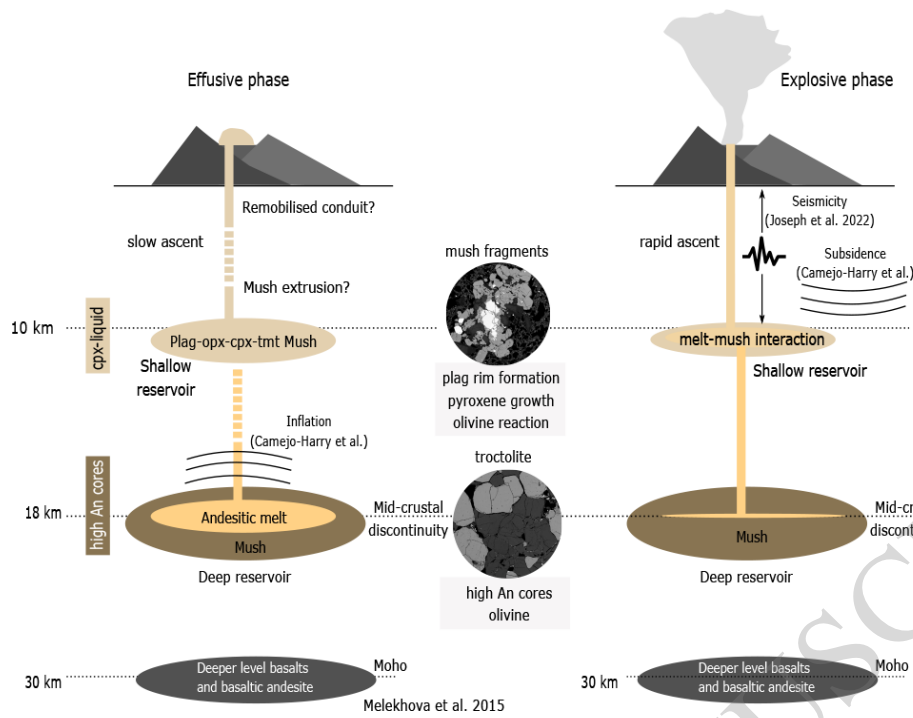 Effusive phase
Explosive phase
Remobilised conduit?
slow ascent
Mush extrusion?
mush fragments
rapid ascent
Seismicity
(Joseph et al. 2022)
Subsidence
(Camejo-Harry et al.)
10 km
cpx-liquid
Plag-opx-cpx-tmt Mush
Shallow
reservoir
melt-mush interaction
Shallow reservoir
plag rim formation
pyroxene growth
olivine reaction
Inflation
(Camejo-Harry et al.)
troctolite
high An cores
18 km
Andesitic melt
Mush
Deep reservoir
Mid-crustal
discontinuity
high An cores
olivine
Mush
Deep reservoir
Mid-cru
discont
30 km
Deeper level basalts
and basaltic andesite
Moho
Melekhova et al. 2015
30 km
Deeper level basalts
and basaltic andesite
Moho
USC